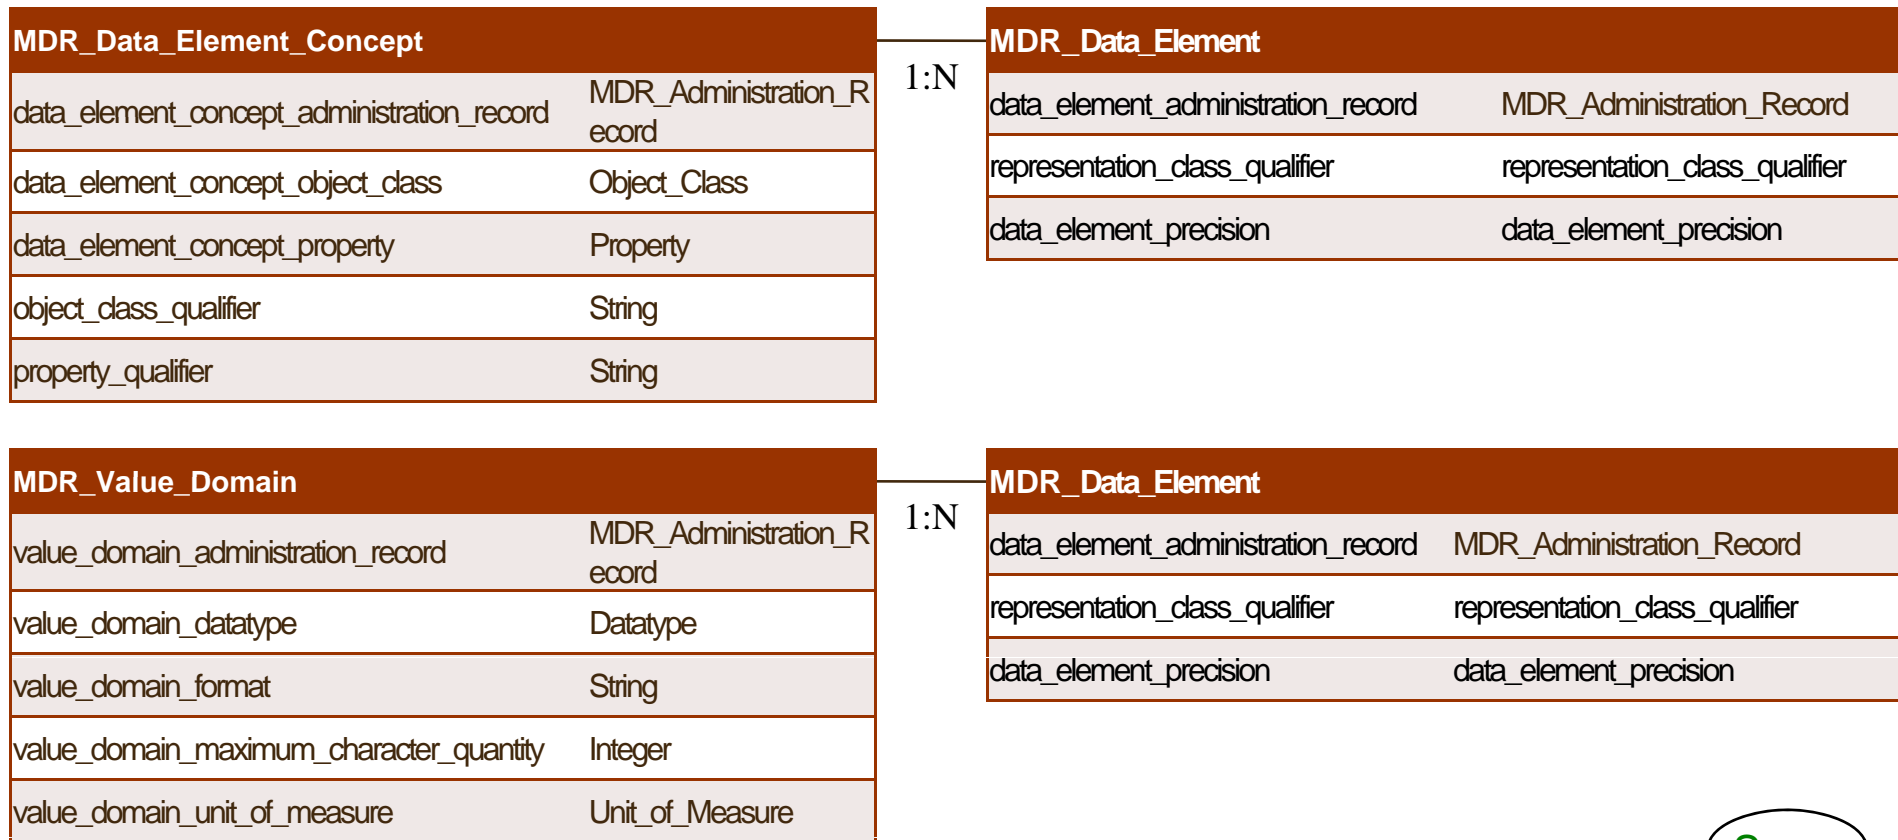 MDR_Data_Element_Concept
data_element_concept_administration_record MDR_Administration_R
ecord
data_element_concept_object_class Object_Class
data_element_concept_property Property
object_class_qualifier String
property_qualifier String
1:N
MDR_Data_Element
data_element_administration_record MDR_Administration_Record
representation_class_qualifier representation_class_qualifier
data_element_precision data_element_precision
MDR_Value_Domain
value_domain_administration_record MDR_Administration_R
ecord
value_domain_datatype Datatype
value_domain_format String
value_domain_maximum_character_quantity Integer
value_domain_unit_of_measure Unit_of_Measure
1:N
MDR_Data_Element
data_element_administration_record MDR_Administration_Record
representation_class_qualifier representation_class_qualifier
data_element_precision data_element_precision